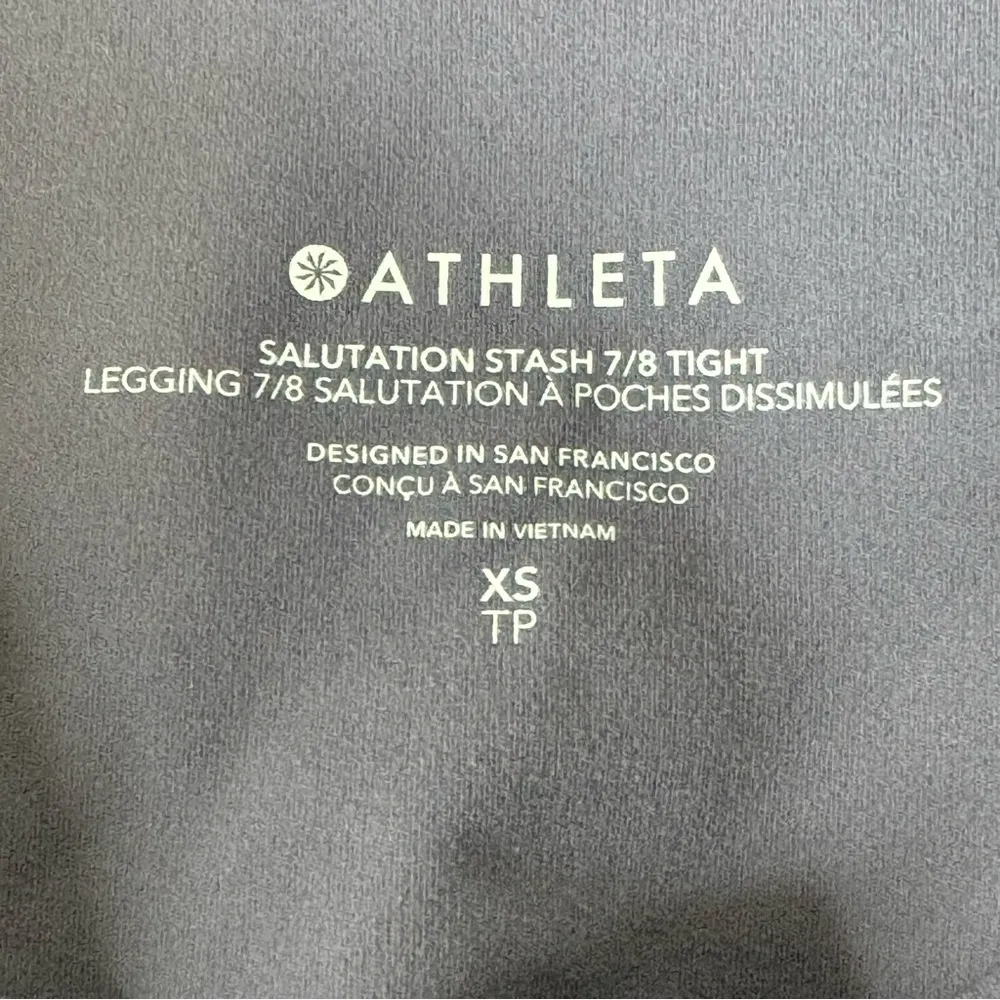 ATHLETA
SALUTATION STASH 7/8 TIGHT
LEGGING 7/8 SALUTATION À POCHES DISSIMULÉES
DESIGNED IN SAN FRANCISCO
CONÇU À SAN FRANCISCO
MADE IN VIETNAM
XS
TP